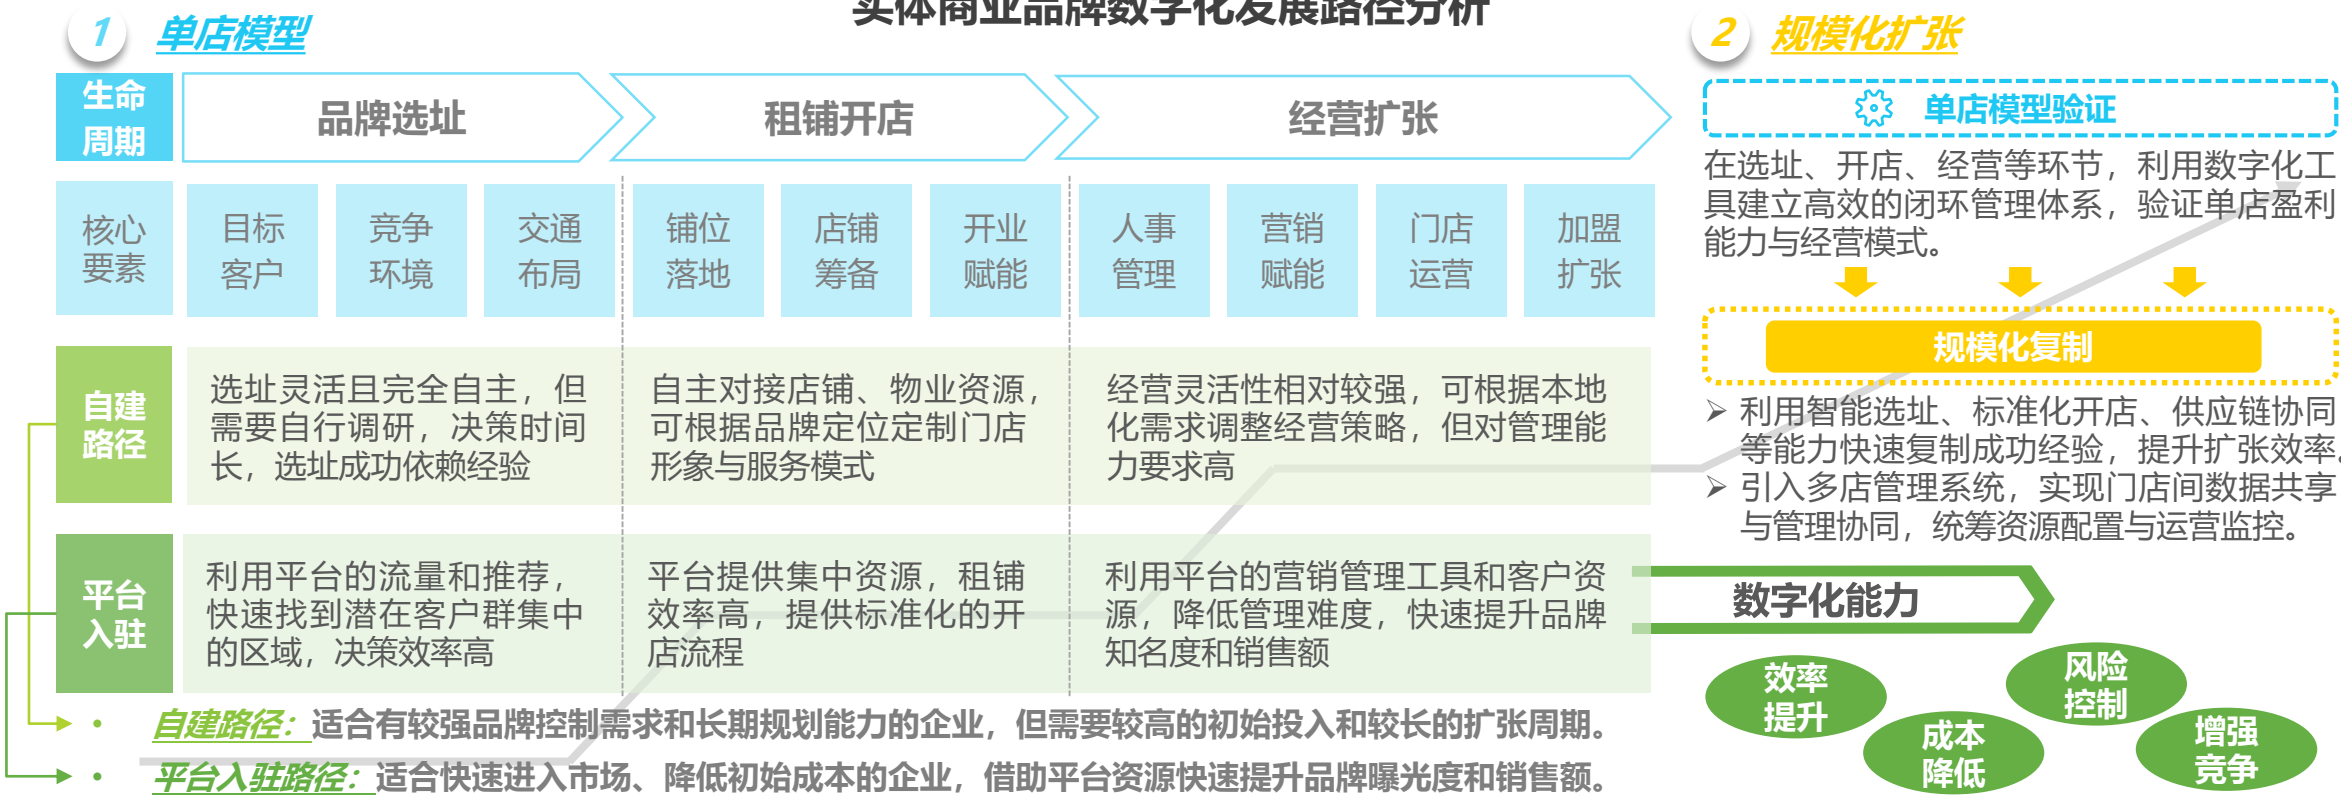 实体商业品牌数字化发展路径分析
1 单店模型
生命
周期
品牌选址
租铺开店
经营扩张
核心
要素
目标
客户
竞争
环境
交通
布局
铺位
落地
店铺
筹备
开业
赋能
人事
管理
营销
赋能
门店
运营
加盟
扩张
自建
路径
选址灵活且完全自主，但
需要自行调研，决策时间
长，选址成功依赖经验
自主对接店铺、物业资源，
可根据品牌定位定制门店
形象与服务模式
经营灵活性相对较强，可根据本地
化需求调整经营策略，但对管理能
力要求高
平台
入驻
利用平台的流量和推荐，
快速找到潜在客户群集中
的区域，决策效率高
平台提供集中资源，租铺
效率高，提供标准化的开
店流程
利用平台的营销管理工具和客户资
源，降低管理难度，快速提升品牌
知名度和销售额
• 自建路径：适合有较强品牌控制需求和长期规划能力的企业，但需要较高的初始投入和较长的扩张周期。
• 平台入驻路径：适合快速进入市场、降低初始成本的企业，借助平台资源快速提升品牌曝光度和销售额。
2 规模化扩张
单店模型验证
在选址、开店、经营等环节，利用数字化工
具建立高效的闭环管理体系，验证单店盈利
能力与经营模式。
规模化复制
➢ 利用智能选址、标准化开店、供应链协同
等能力快速复制成功经验，提升扩张效率。
➢ 引入多店管理系统，实现门店间数据共享
与管理协同，统筹资源配置与运营监控。
数字化能力
效率
提升
成本
降低
风险
控制
增强
竞争